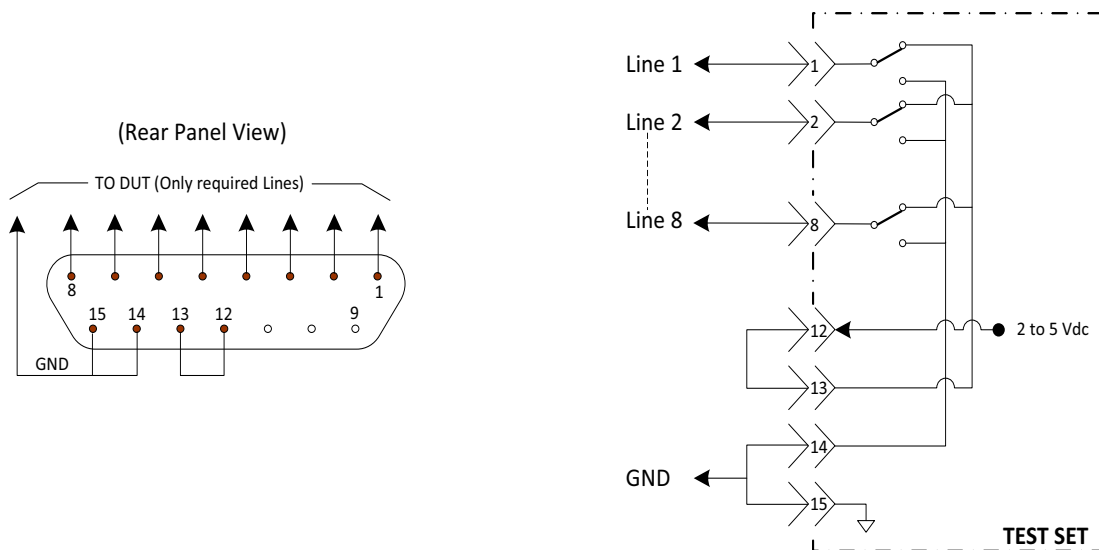 (Rear Panel View)
TO DUT (Only required Lines)
8
1
15
14
13
12
9
GND
Line 1
1
Line 2
2
Line 8
8
12
2 to 5 Vdc
13
14
GND
15
TEST SET